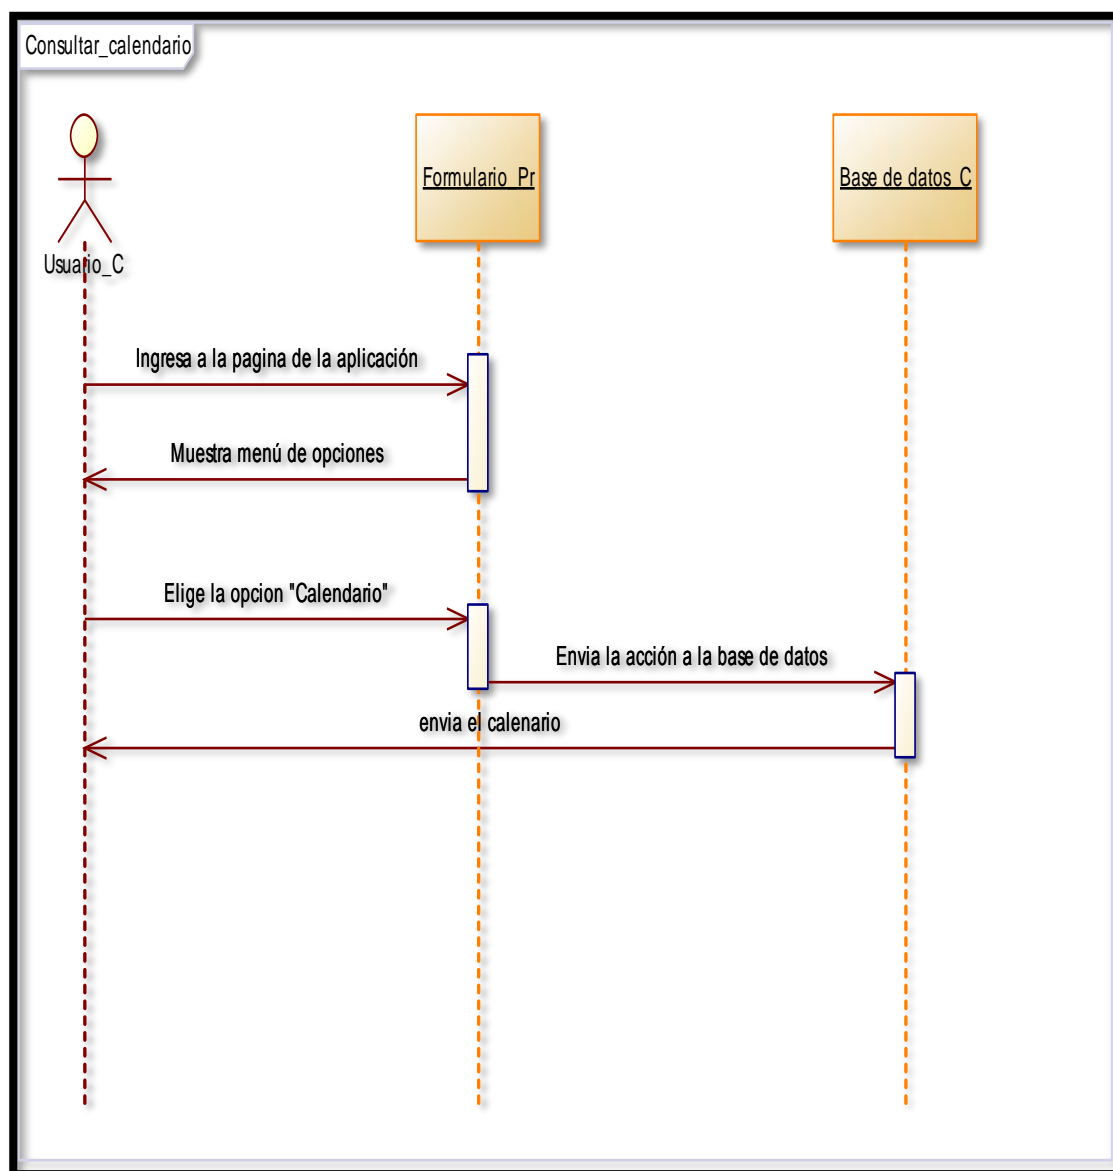 Consultar_calendario
Formulario_Pr
Base de datos_C
Usuario_C
Ingresa a la pagina de la aplicación
Muestra menú de opciones
Elige la opcion "Calendario"
Envia la acción a la base de datos
envia el calenario